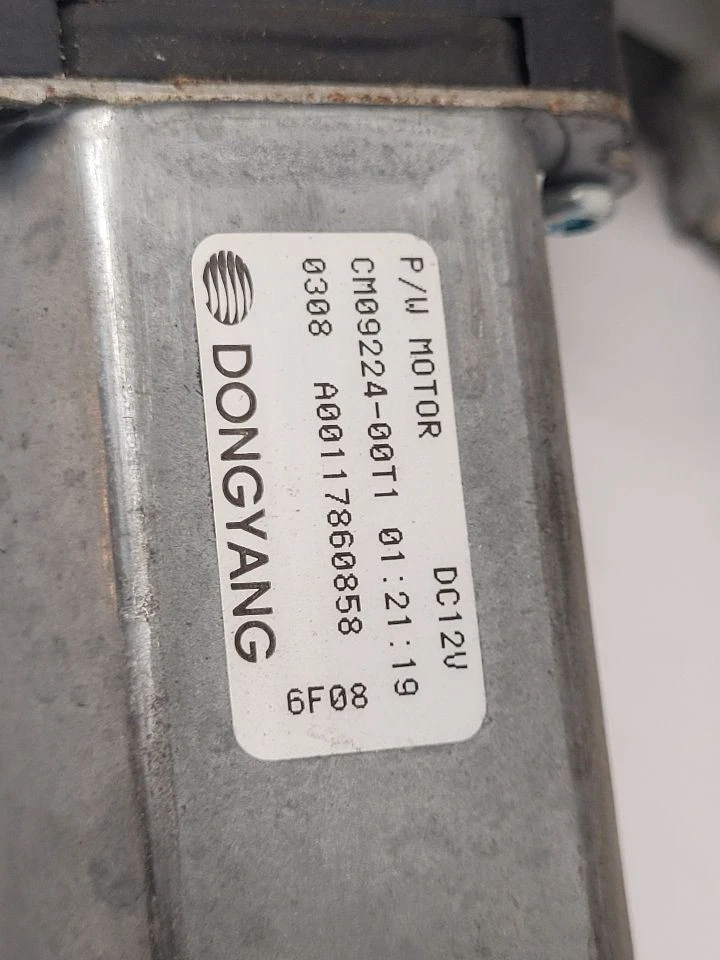 P/W MOTOR DC12V
CM09224-00T1 01:21:19
0308 A00117860858
DONGYANG
6F08